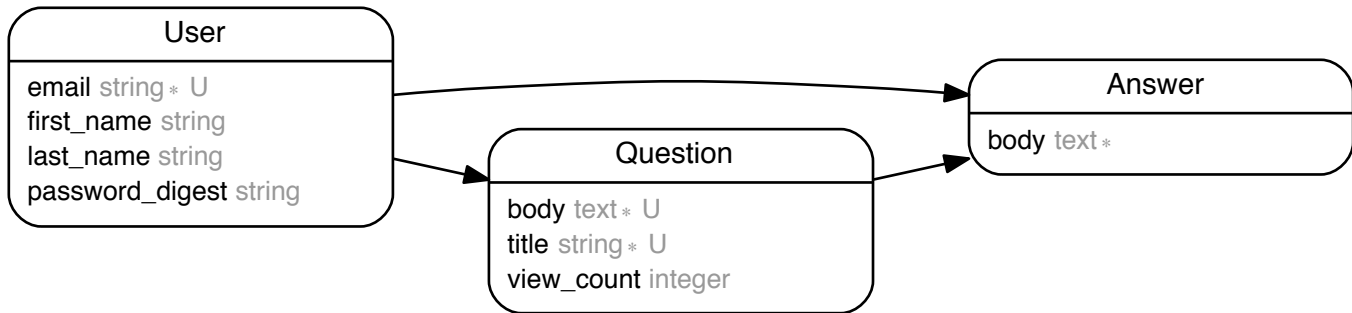 User
email string∗ U
first_name string
last_name string
password_digest string
Question
body text∗ U
title string∗ U
view_count integer
Answer
body text∗